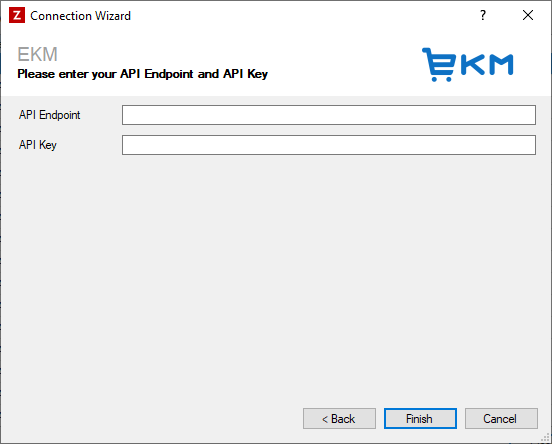 Z Connection Wizard ?
EKM
Please enter your API Endpoint and API Key
EKM
API Endpoint
API Key
< Back Finish Cancel